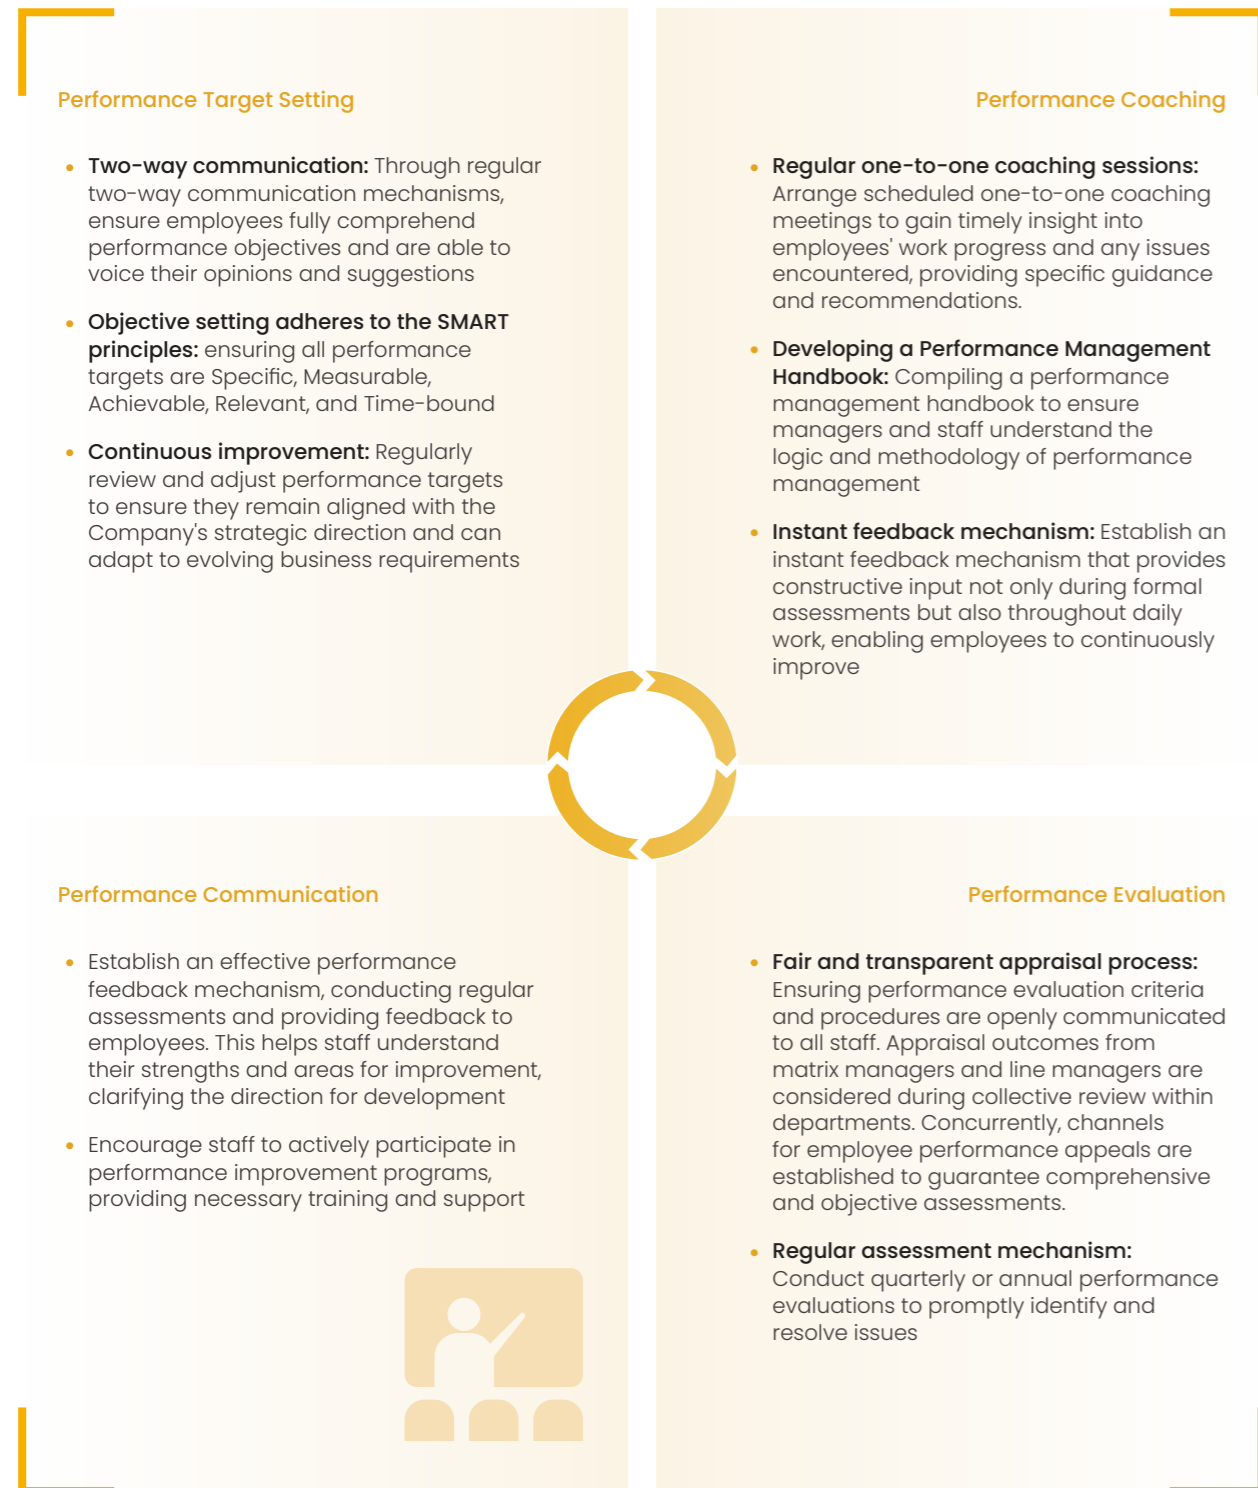 Performance Target Setting
• Two-way communication: Through regular
two-way communication mechanisms,
ensure employees fully comprehend
performance objectives and are able to
voice their opinions and suggestions
• Objective setting adheres to the SMART
principles: ensuring all performance
targets are Specific, Measurable,
Achievable, Relevant, and Time-bound
• Continuous improvement: Regularly
review and adjust performance targets
to ensure they remain aligned with the
Company's strategic direction and can
adapt to evolving business requirements
Performance Coaching
• Regular one-to-one coaching sessions:
Arrange scheduled one-to-one coaching
meetings to gain timely insight into
employees' work progress and any issues
encountered, providing specific guidance
and recommendations.
• Developing a Performance Management
Handbook: Compiling a performance
management handbook to ensure
managers and staff understand the
logic and methodology of performance
management
• Instant feedback mechanism: Establish an
instant feedback mechanism that provides
constructive input not only during formal
assessments but also throughout daily
work, enabling employees to continuously
improve
Performance Communication
• Establish an effective performance
feedback mechanism, conducting regular
assessments and providing feedback to
employees. This helps staff understand
their strengths and areas for improvement,
clarifying the direction for development
• Encourage staff to actively participate in
performance improvement programs,
providing necessary training and support
Performance Evaluation
• Fair and transparent appraisal process:
Ensuring performance evaluation criteria
and procedures are openly communicated
to all staff. Appraisal outcomes from
matrix managers and line managers are
considered during collective review within
departments. Concurrently, channels
for employee performance appeals are
established to guarantee comprehensive
and objective assessments.
• Regular assessment mechanism:
Conduct quarterly or annual performance
evaluations to promptly identify and
resolve issues